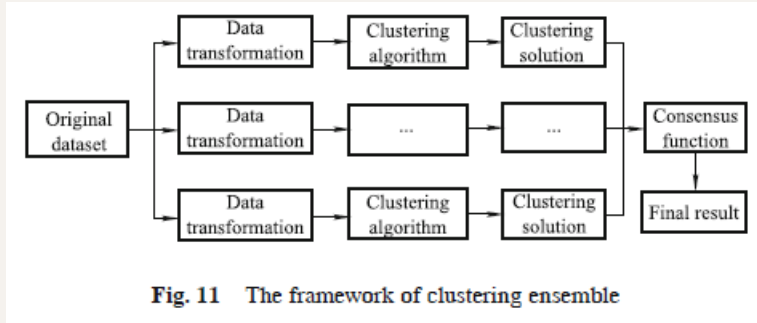 Data
transformation
Clustering
algorithm
Clustering
solution
Original
dataset
Data
transformation
...
...
Consensus
function
Data
transformation
Clustering
algorithm
Clustering
solution
Final result
Fig. 11 The framework of clustering ensemble